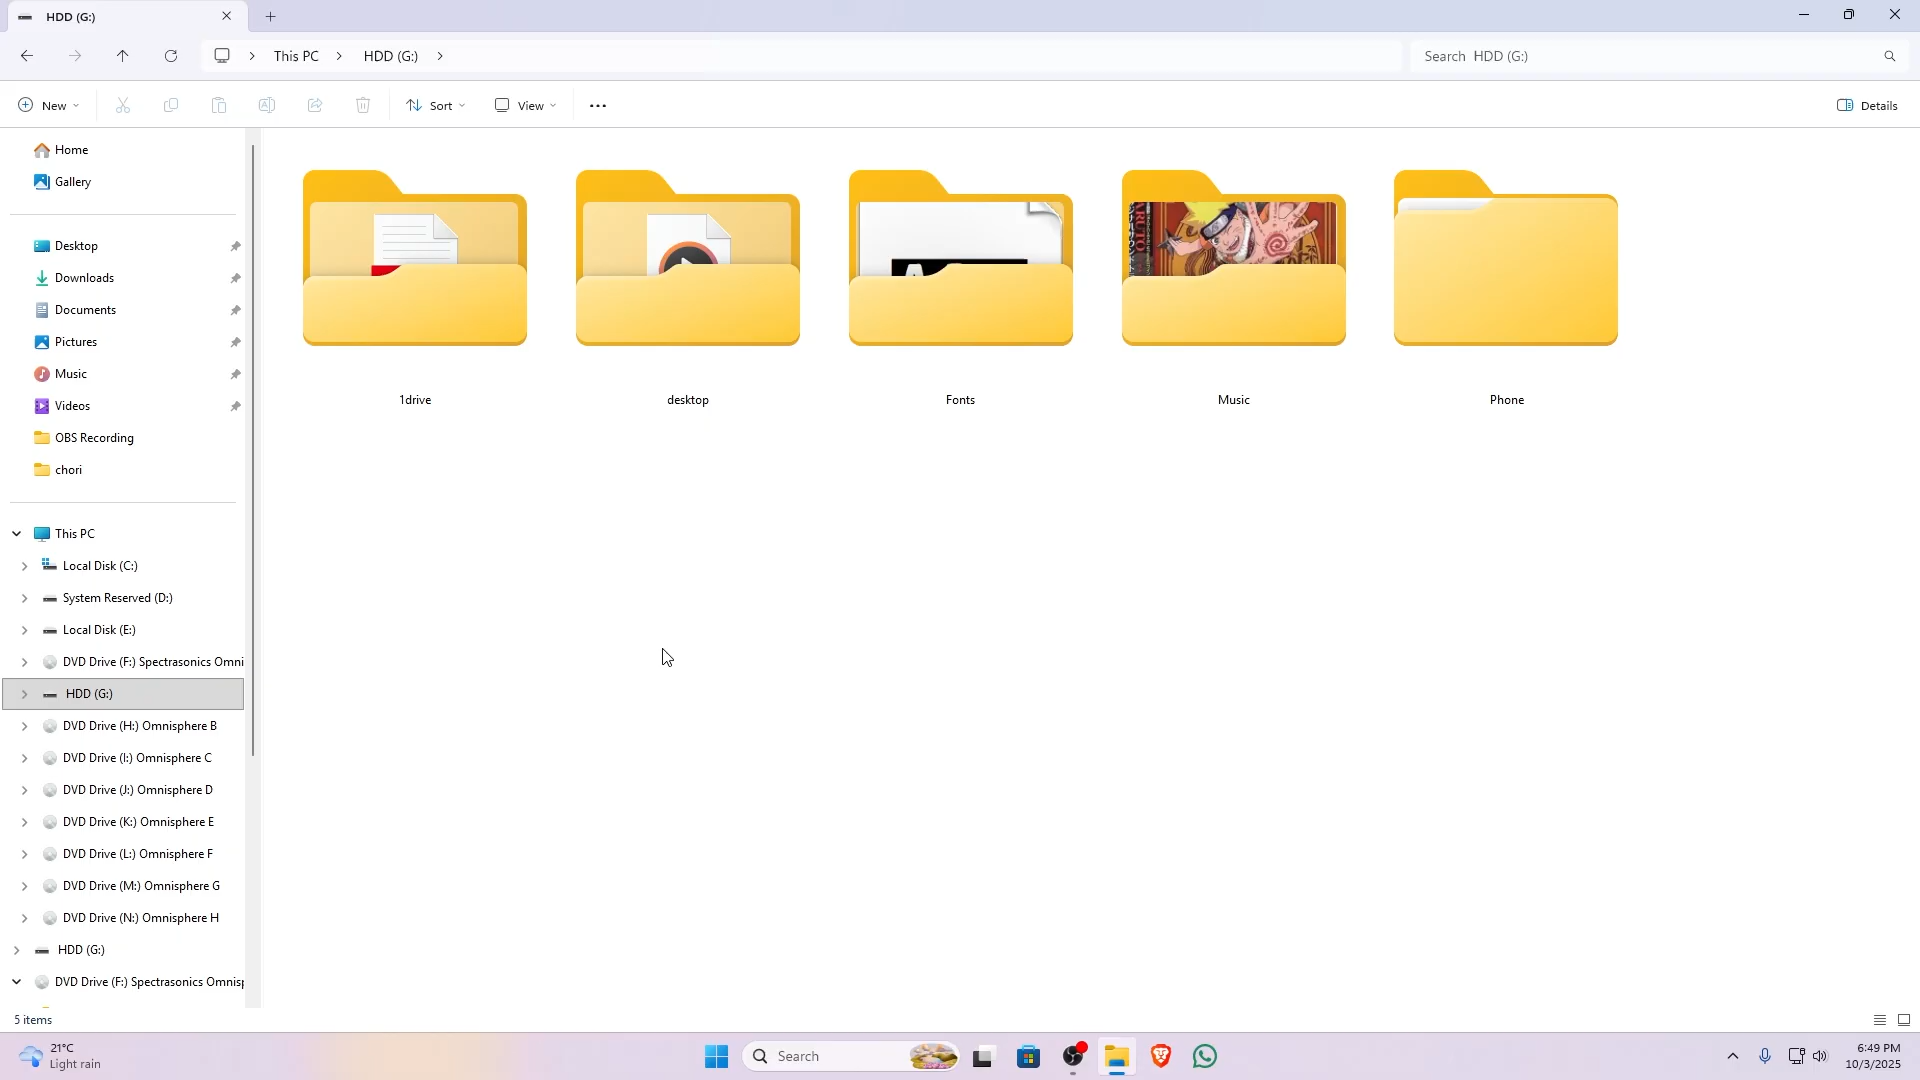 HDD (G:)
This PC
HDD (G:)
Search HDD (G:)
New
Sort
View
Details
Home
Gallery
Desktop
Downloads
Documents
Pictures
Music
Videos
OBS Recording
chori
This PC
Local Disk (C:)
System Reserved (D:)
Local Disk (E:)
DVD Drive (F:) Spectrasonics Omni
HDD (G:)
DVD Drive (H:) Omnisphere B
DVD Drive (I:) Omnisphere C
DVD Drive (J:) Omnisphere D
DVD Drive (K:) Omnisphere E
DVD Drive (L:) Omnisphere F
DVD Drive (M:) Omnisphere G
DVD Drive (N:) Omnisphere H
HDD (G:)
DVD Drive (F:) Spectrasonics Omnisp
1drive
desktop
Fonts
Music
Phone
5 items
21°C
Light rain
Search
6:49 PM
10/3/2025